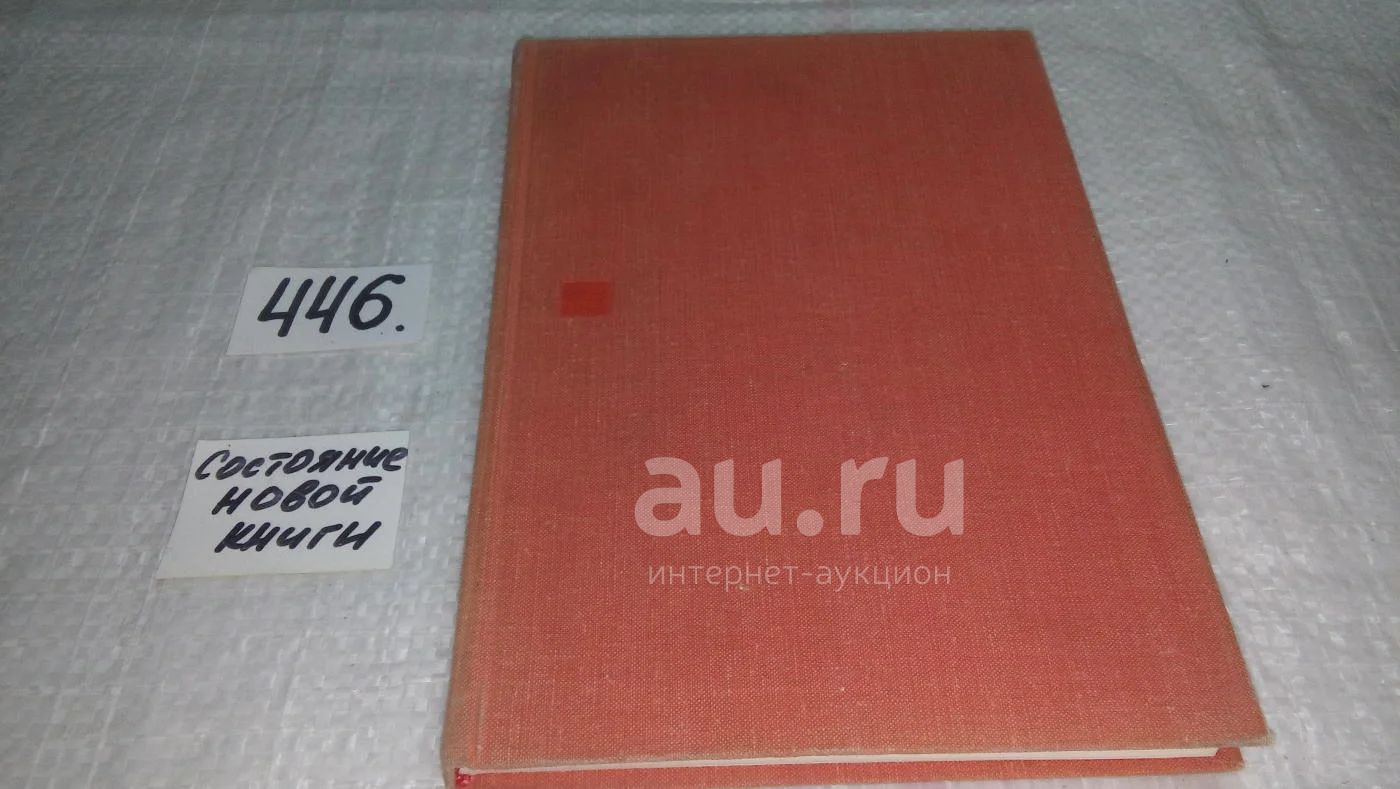 446.
Состояние
новой
книги
au.ru
интернет-аукцион